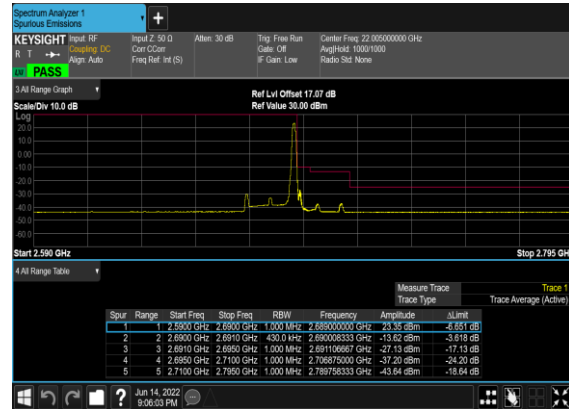 Spectrum Analyzer 1
Spurious Emissions
KEYSIGHT
R T
LXI PASS
Input: RF
Coupling: DC
Align: Auto
Input Z: 50 Ω
Corr CCorr
Freq Ref: Int (S)
Atten: 30 dB
Trig: Free Run
Gate: Off
IF Gain: Low
Center Freq: 22.005000000 GHz
Avg|Hold: 1000/1000
Radio Std: None
3 All Range Graph
Scale/Div 10.0 dB
Ref Lvl Offset 17.07 dB
Ref Value 30.00 dBm
Log
20.0
10.0
0.00
-10.0
-20.0
-30.0
-40.0
-50.0
-60.0
Start 2.590 GHz
Stop 2.795 GH
4 All Range Table
Measure Trace Trace 1
Trace Type Trace Average (Active)
Spur Range Start Freq Stop Freq RBW Frequency Amplitude ΔLimit
1 1 2.5900 GHz 2.6900 GHz 1.000 MHz 2.689000000 GHz 23.35 dBm -6.651 dB
2 2 2.6900 GHz 2.6910 GHz 430.0 kHz 2.690008333 GHz -13.62 dBm -3.618 dB
3 3 2.6910 GHz 2.6950 GHz 1.000 MHz 2.691106667 GHz -27.13 dBm -17.13 dB
4 4 2.6950 GHz 2.7100 GHz 1.000 MHz 2.706875000 GHz -37.20 dBm -24.20 dB
5 5 2.7100 GHz 2.7950 GHz 1.000 MHz 2.789758333 GHz -43.64 dBm -18.64 dB
?
Jun 14, 2022
9:06:03 PM